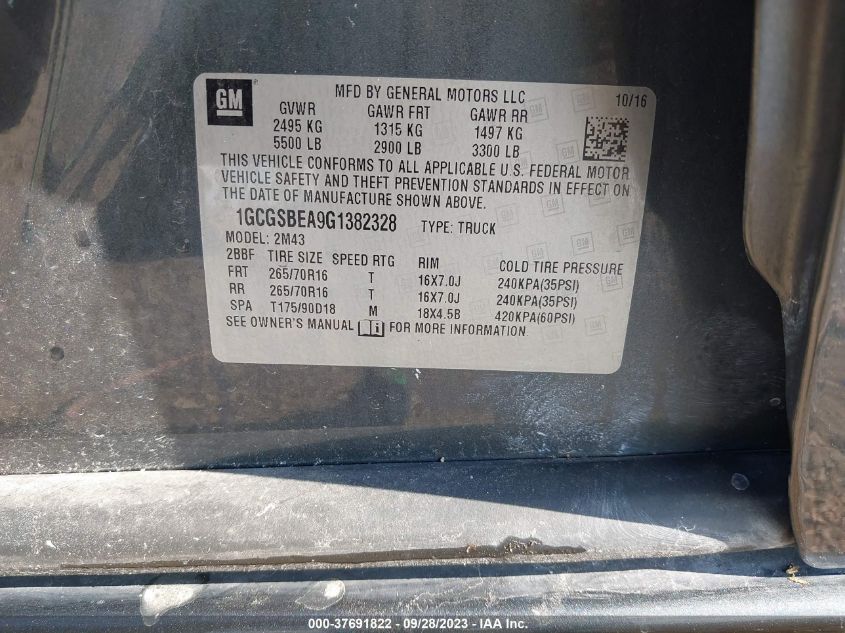 GM
MFD BY GENERAL MOTORS LLC
10/16
GVWR GAWR FRT GAWR RR
2495 KG 1315 KG 1497 KG
5500 LB 2900 LB 3300 LB
THIS VEHICLE CONFORMS TO ALL APPLICABLE U.S. FEDERAL MOTOR
VEHICLE SAFETY AND THEFT PREVENTION STANDARDS IN EFFECT ON
THE DATE OF MANUFACTURE SHOWN ABOVE.
1GCGSBEA9G1382328 TYPE: TRUCK
MODEL: 2M43
2BBF TIRE SIZE SPEED RTG RIM COLD TIRE PRESSURE
FRT 265/70R16 T 16X7.0J 240KPA(35PSI)
RR 265/70R16 T 16X7.0J 240KPA(35PSI)
SPA T175/90D18 M 18X4.5B 420KPA(60PSI)
SEE OWNER'S MANUAL i FOR MORE INFORMATION.
000-37691822 - 09/28/2023 - IAA Inc.